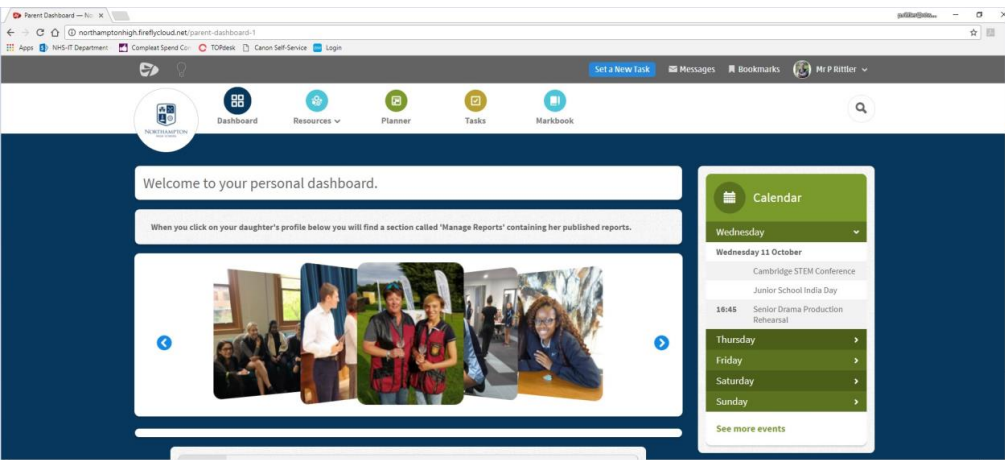 Parent Dashboard — No
northamptonhigh.fireflycloud.net/parent-dashboard-1
Apps NHS-IT Department Compleat Spend Con TOPdesk Canon Self-Service Login
Set a New Task Messages Bookmarks Mr P Rittler
NORTHAMPTON
HIGH SCHOOL
Dashboard Resources Planner Tasks Markbook
Welcome to your personal dashboard.
When you click on your daughter's profile below you will find a section called 'Manage Reports' containing her published reports.
Calendar
Wednesday
Wednesday 11 October
Cambridge STEM Conference
Junior School India Day
16:45 Senior Drama Production
Rehearsal
Thursday
Friday
Saturday
Sunday
See more events